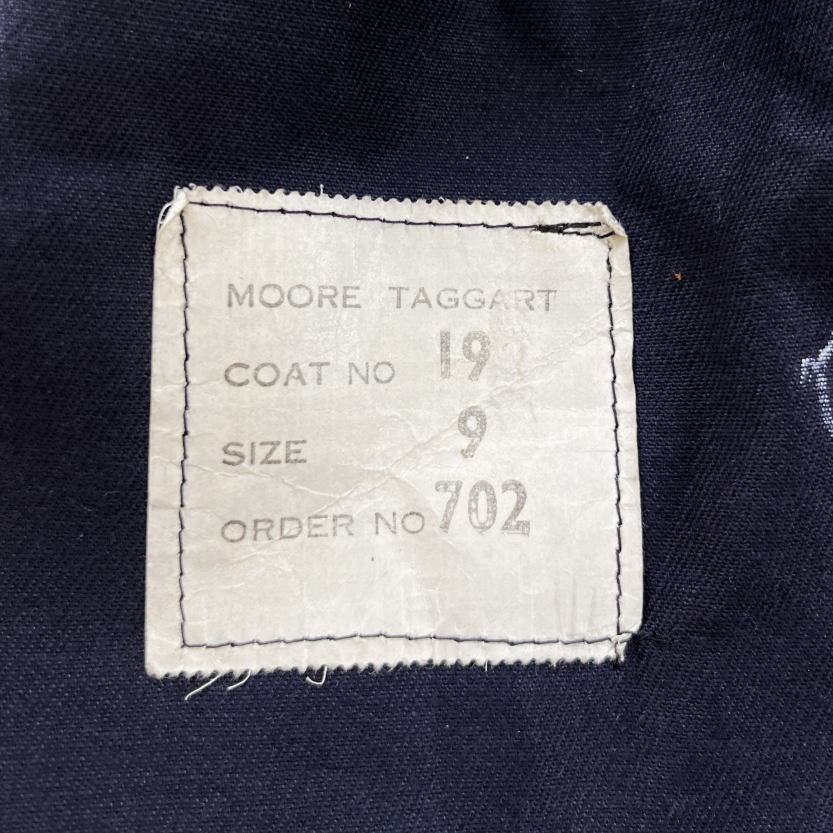 MOORE TAGGART
COAT NO 19
SIZE 9
ORDER NO 702